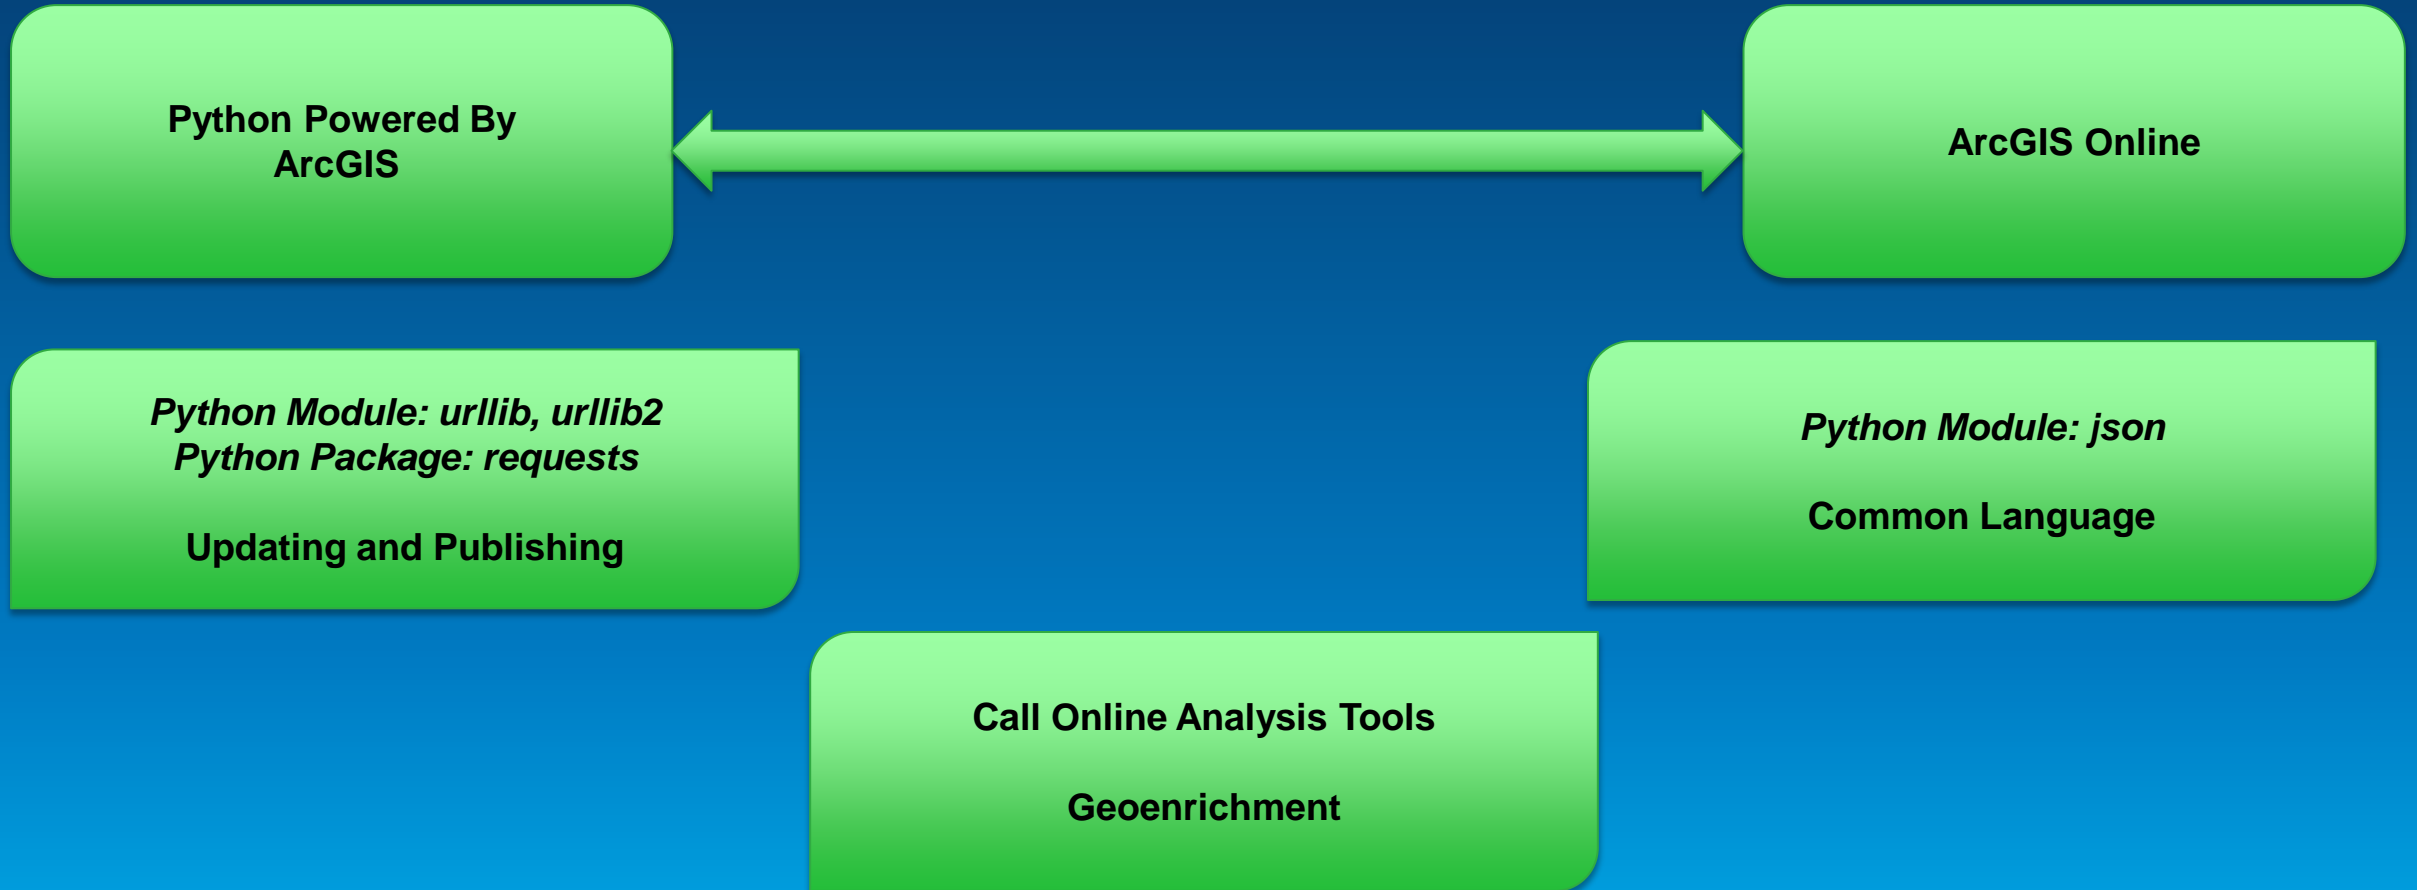 Python Powered By
ArcGIS
ArcGIS Online
Python Module: urllib, urllib2
Python Package: requests
Updating and Publishing
Python Module: json
Common Language
Call Online Analysis Tools
Geoenrichment